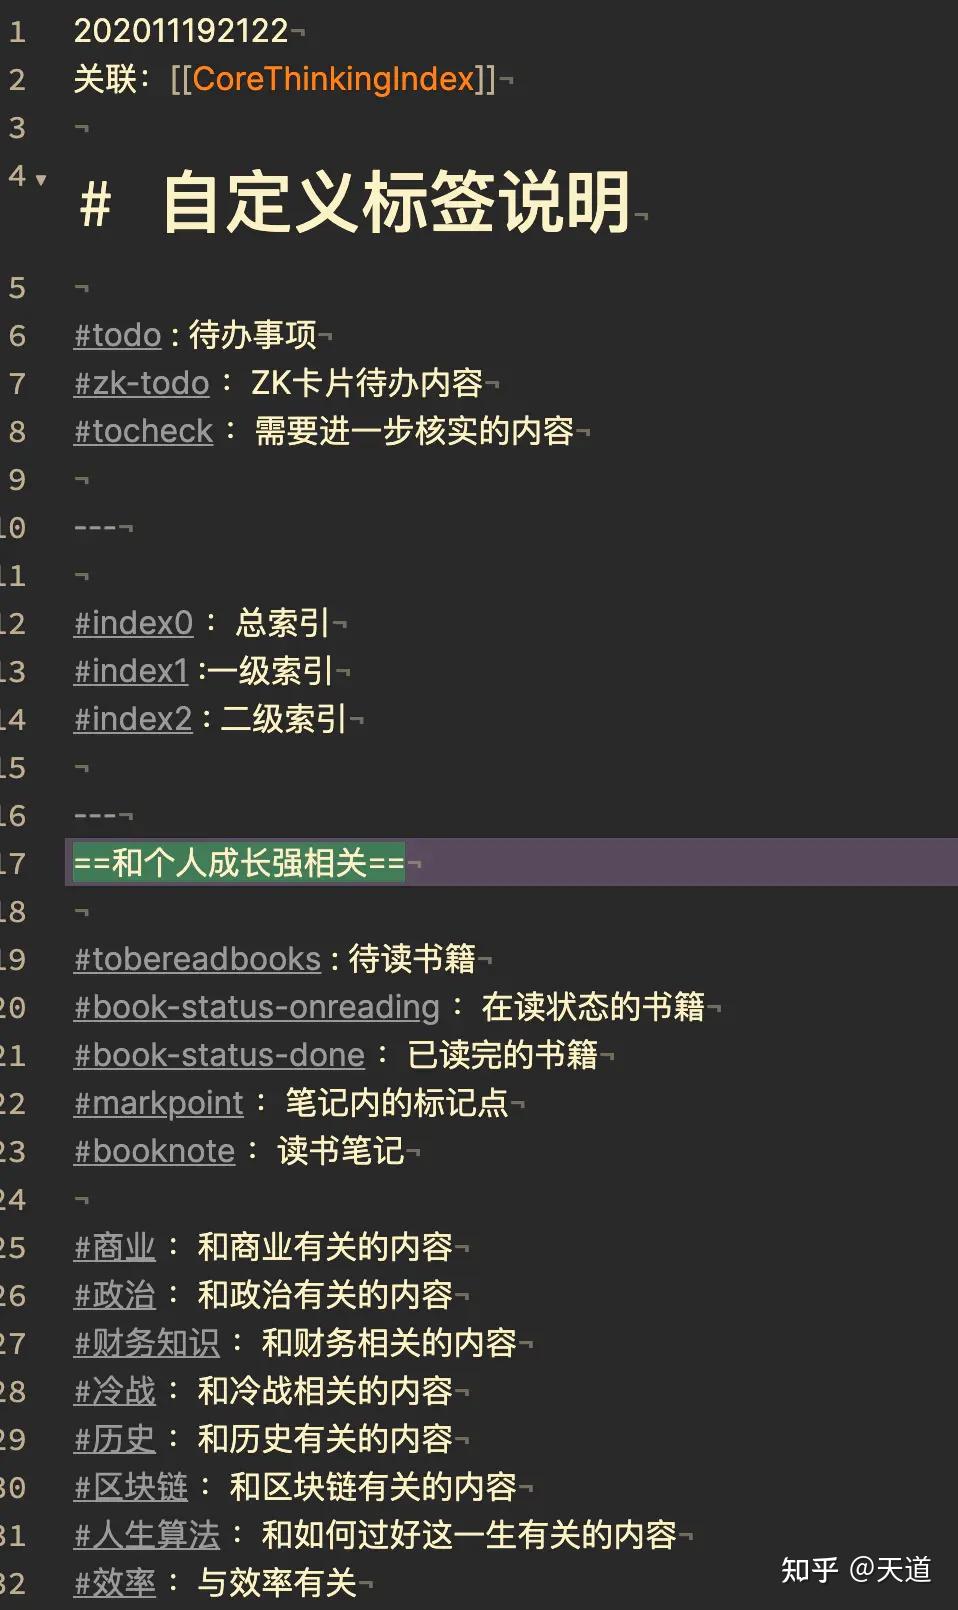 1 202011192122¬
2 关联：[[CoreThinkingIndex]]¬
3 ¬
4 # 自定义标签说明¬
5 ¬
6 #todo : 待办事项¬
7 #zk-todo ： ZK卡片待办内容¬
8 #tocheck ： 需要进一步核实的内容¬
9 ¬
10 ---¬
11 ¬
12 #index0 ： 总索引¬
13 #index1 :一级索引¬
14 #index2 : 二级索引¬
15 ¬
16 ---¬
17 ==和个人成长强相关==¬
18 ¬
19 #tobereadbooks : 待读书籍¬
20 #book-status-onreading ： 在读状态的书籍¬
21 #book-status-done ： 已读完的书籍¬
22 #markpoint ： 笔记内的标记点¬
23 #booknote ： 读书笔记¬
24 ¬
25 #商业 ： 和商业有关的内容¬
26 #政治 ： 和政治有关的内容¬
27 #财务知识 ： 和财务相关的内容¬
28 #冷战 ： 和冷战相关的内容¬
29 #历史 ： 和历史有关的内容¬
30 #区块链 ： 和区块链有关的内容¬
31 #人生算法 ： 和如何过好这一生有关的内容¬
32 #效率 ： 与效率有关¬
知乎 @天道